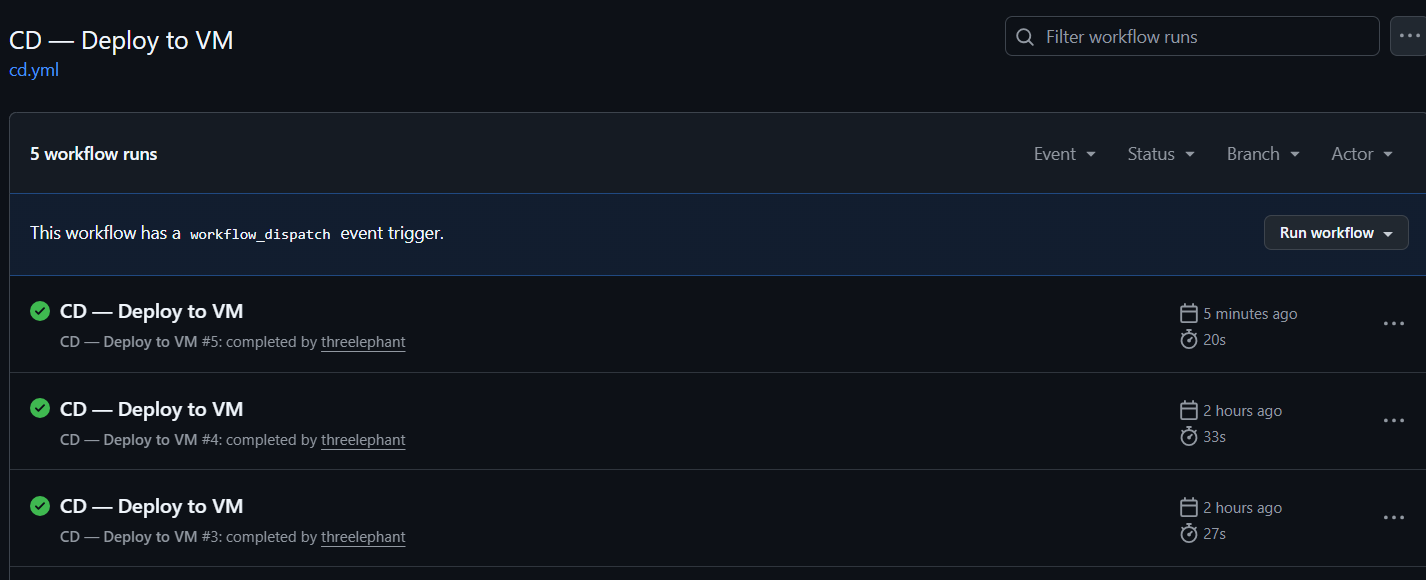 CD — Deploy to VM
cd.yml
Filter workflow runs
5 workflow runs
Event
Status
Branch
Actor
This workflow has a workflow_dispatch event trigger.
Run workflow
CD — Deploy to VM
CD — Deploy to VM #5: completed by threelephant
5 minutes ago
20s
CD — Deploy to VM
CD — Deploy to VM #4: completed by threelephant
2 hours ago
33s
CD — Deploy to VM
CD — Deploy to VM #3: completed by threelephant
2 hours ago
27s